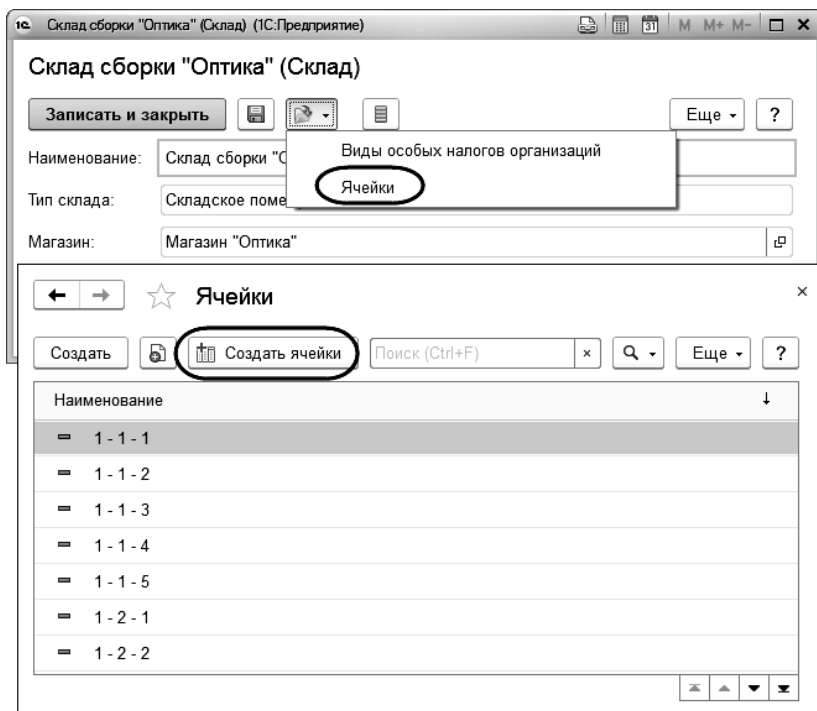 1С Склад сборки "Оптика" (Склад) (1С:Предприятие) 31 M M+ M-
Склад сборки "Оптика" (Склад)
Записать и закрыть Еще ?
Виды особых налогов организаций
Наименование: Склад сборки "О
Ячейки
Тип склада: Складское поме
Магазин: Магазин "Оптика"
Ячейки
Создать Создать ячейки Поиск (Ctrl+F) × Еще ?
Наименование
1 - 1 - 1
1 - 1 - 2
1 - 1 - 3
1 - 1 - 4
1 - 1 - 5
1 - 2 - 1
1 - 2 - 2